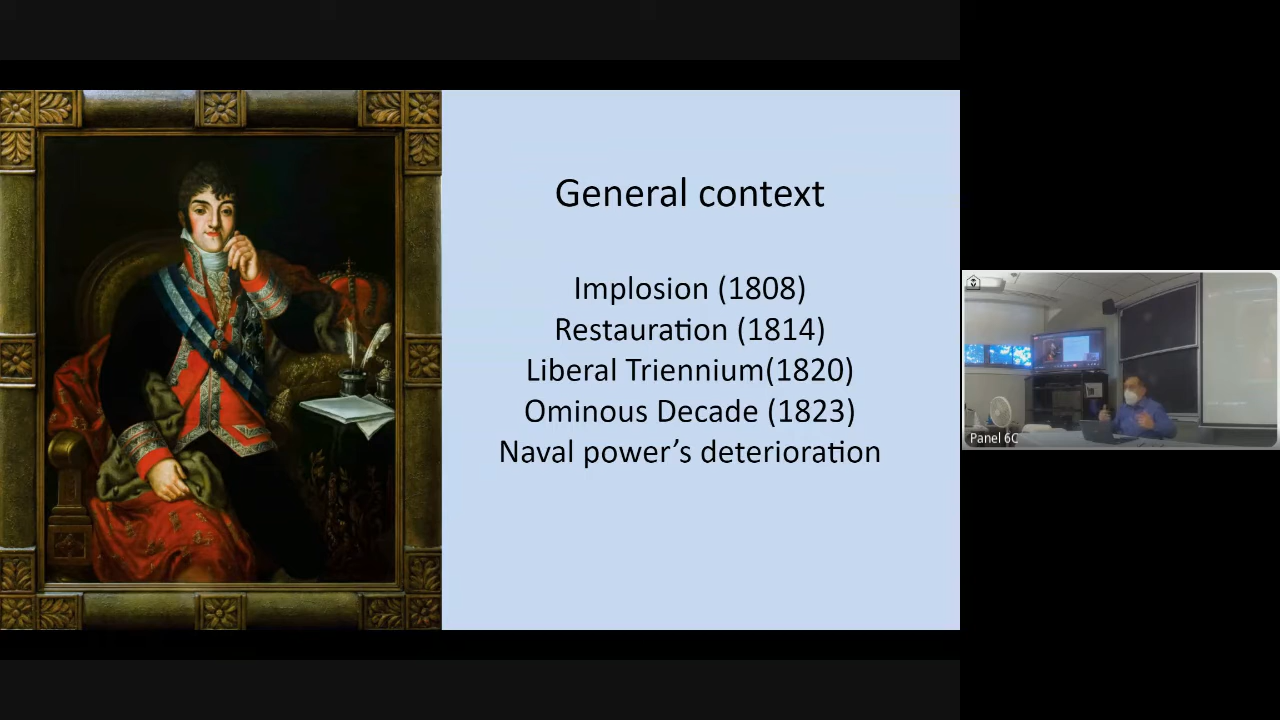 General context
Implosion (1808)
Restauration (1814)
Liberal Triennium(1820)
Ominous Decade (1823)
Naval power’s deterioration
Panel 6C